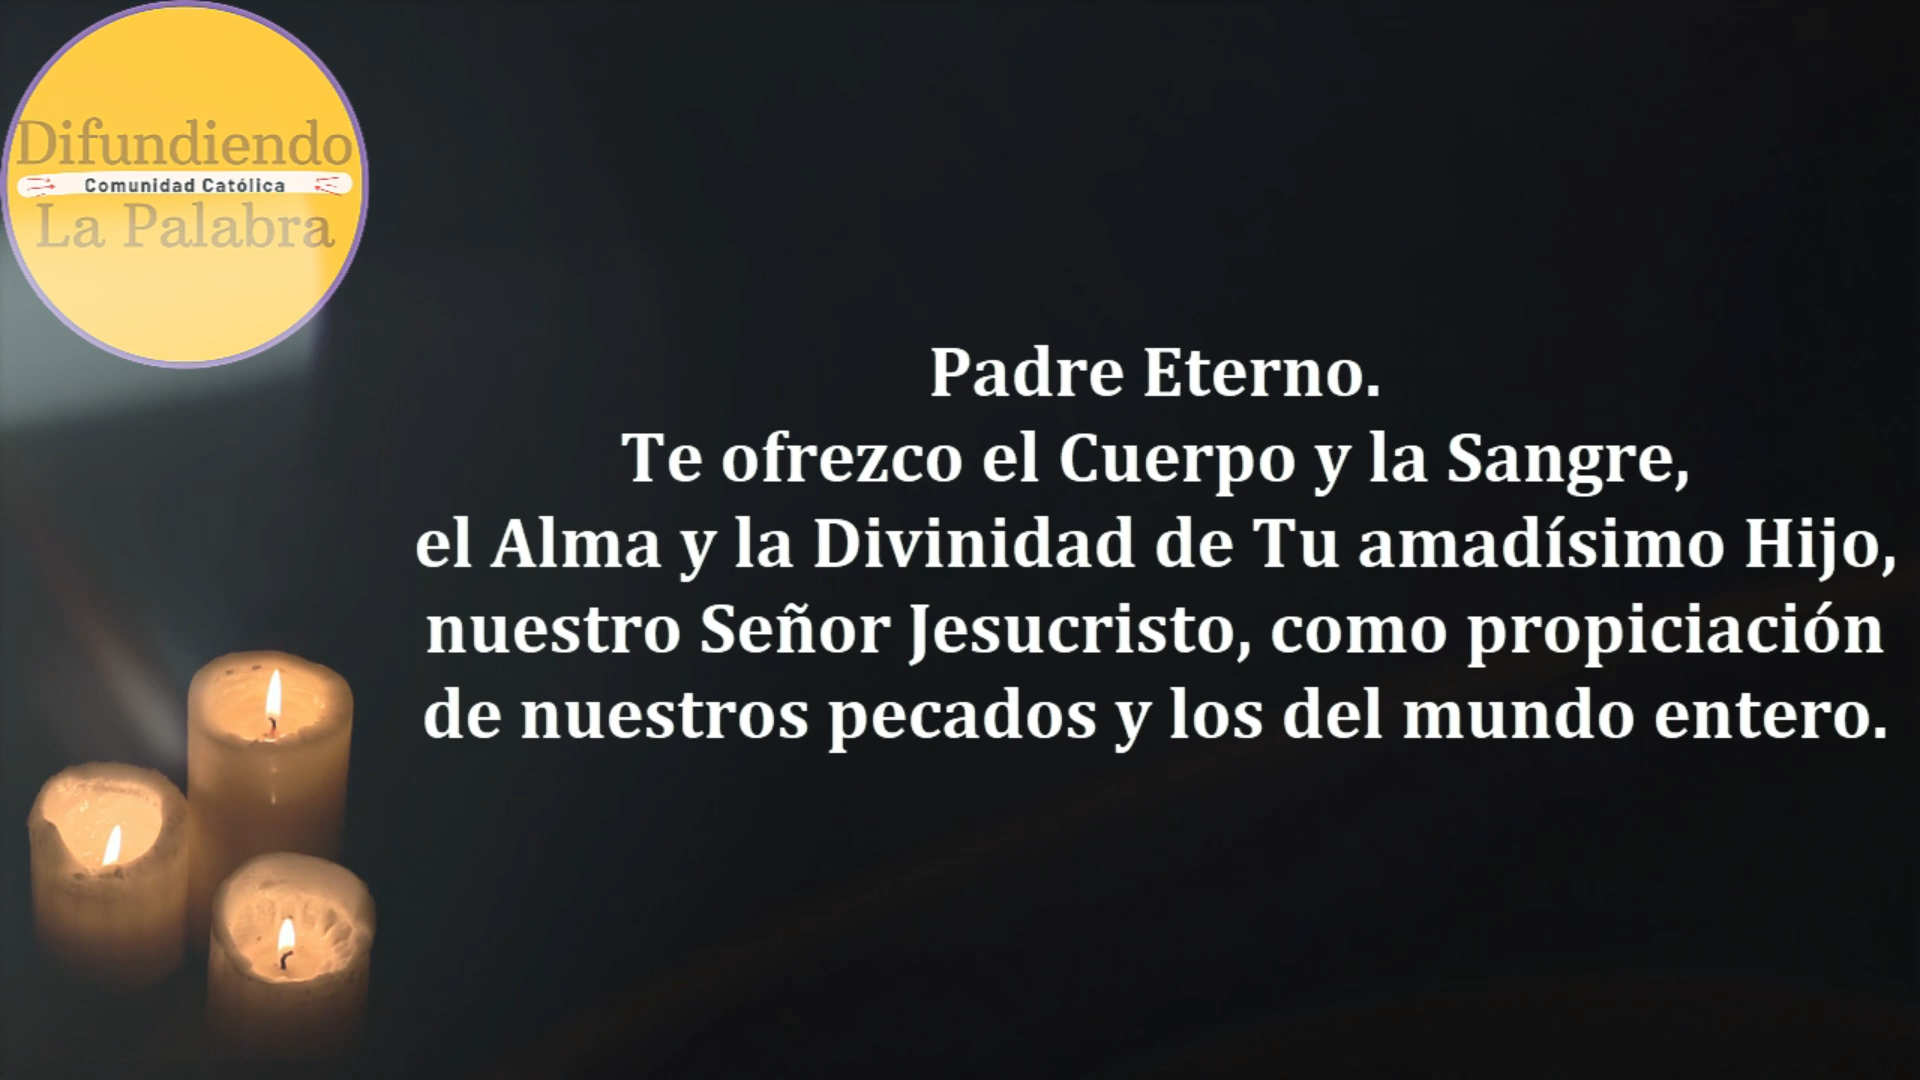 Difundiendo
Comunidad Católica
La Palabra
Padre Eterno.
Te ofrezco el Cuerpo y la Sangre,
el Alma y la Divinidad de Tu amadísimo Hijo,
nuestro Señor Jesucristo, como propiciación
de nuestros pecados y los del mundo entero.